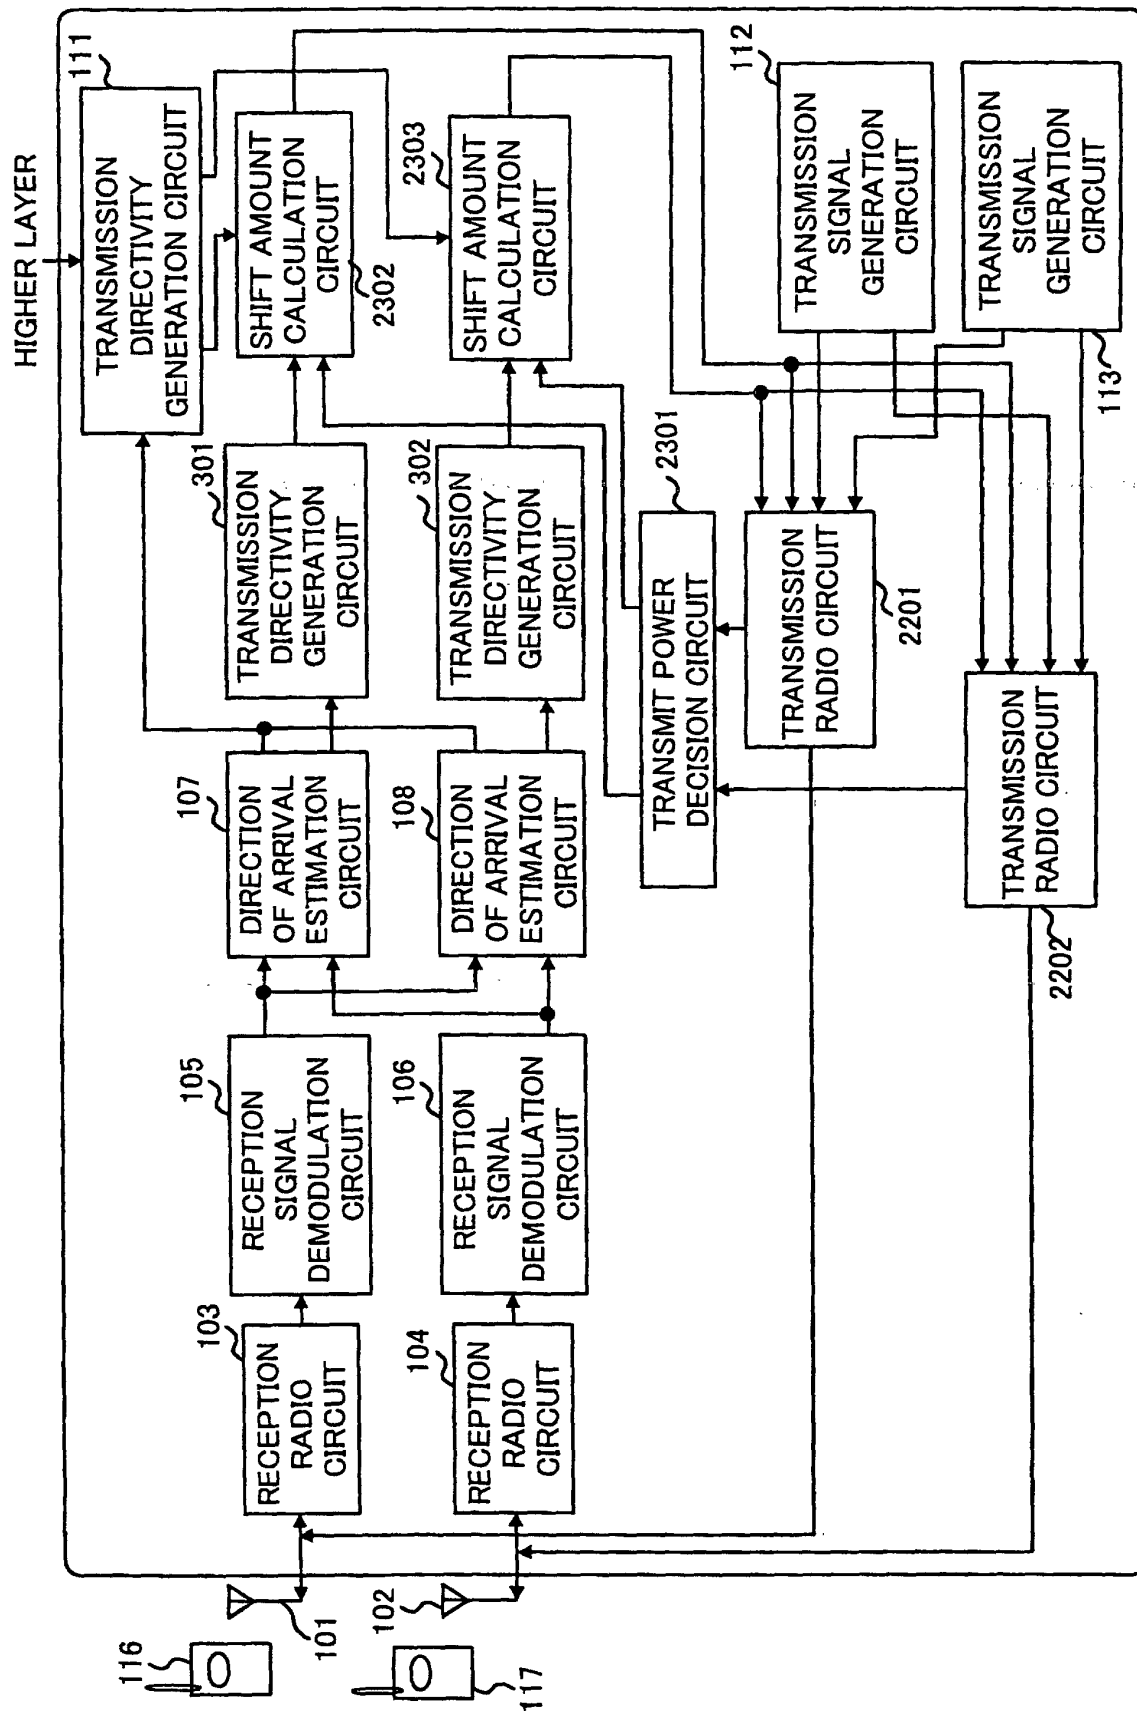 HIGHER LAYER
111
TRANSMISSION
DIRECTIVITY
GENERATION CIRCUIT
116
101
103
RECEPTION
RADIO
CIRCUIT
105
RECEPTION
SIGNAL
DEMODULATION
CIRCUIT
107
DIRECTION
OF ARRIVAL
ESTIMATION
CIRCUIT
301
TRANSMISSION
DIRECTIVITY
GENERATION
CIRCUIT
SHIFT AMOUNT
CALCULATION
CIRCUIT
2302
117
102
104
RECEPTION
RADIO
CIRCUIT
106
RECEPTION
SIGNAL
DEMODULATION
CIRCUIT
108
DIRECTION
OF ARRIVAL
ESTIMATION
CIRCUIT
302
TRANSMISSION
DIRECTIVITY
GENERATION
CIRCUIT
2303
SHIFT AMOUNT
CALCULATION
CIRCUIT
2301
TRANSMIT POWER
DECISION CIRCUIT
TRANSMISSION
RADIO CIRCUIT
2201
112
TRANSMISSION
SIGNAL
GENERATION
CIRCUIT
TRANSMISSION
RADIO CIRCUIT
2202
TRANSMISSION
SIGNAL
GENERATION
CIRCUIT
113